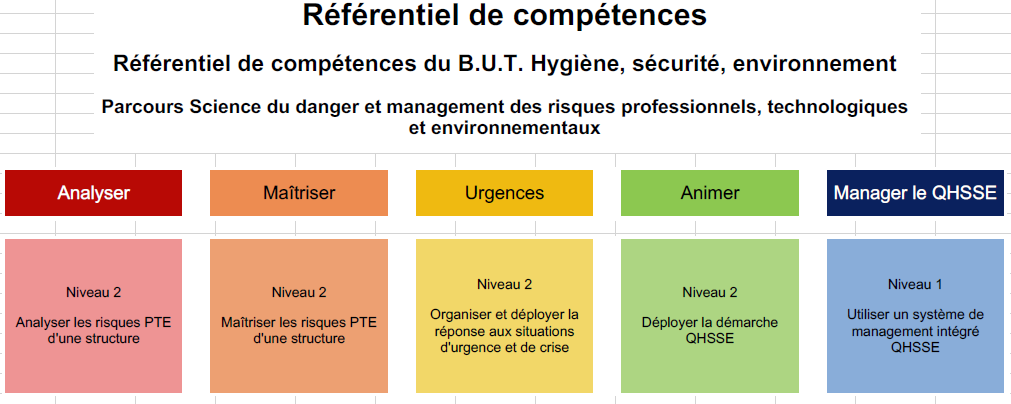 Référentiel de compétences
Référentiel de compétences du B.U.T. Hygiène, sécurité, environnement
Parcours Science du danger et management des risques professionnels, technologiques
et environnementaux
Analyser
Maîtriser
Urgences
Animer
Manager le QHSSE
Niveau 2
Analyser les risques PTE
d'une structure
Niveau 2
Maîtriser les risques PTE
d'une structure
Niveau 2
Organiser et déployer la
réponse aux situations
d'urgence et de crise
Niveau 2
Déployer la démarche
QHSSE
Niveau 1
Utiliser un système de
management intégré
QHSSE